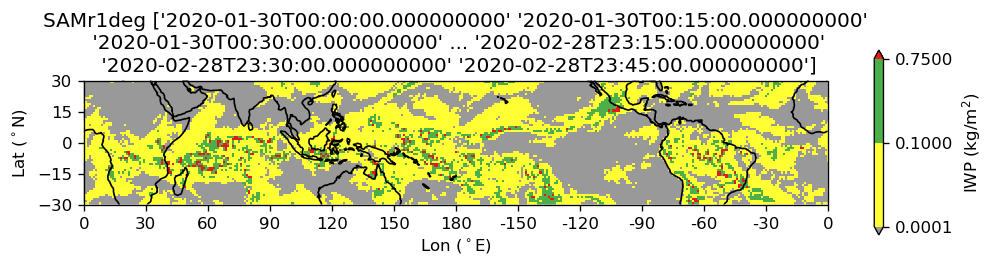 SAMr1deg ['2020-01-30T00:00:00.000000000' '2020-01-30T00:15:00.000000000'
'2020-01-30T00:30:00.000000000' ... '2020-02-28T23:15:00.000000000'
'2020-02-28T23:30:00.000000000' '2020-02-28T23:45:00.000000000']
30
15
0
−15
−30
Lat (°N)
0 30 60 90 120 150 180 -150 -120 -90 -60 -30 0
Lon (°E)
0.7500
0.1000
0.0001
IWP (kg/m²)